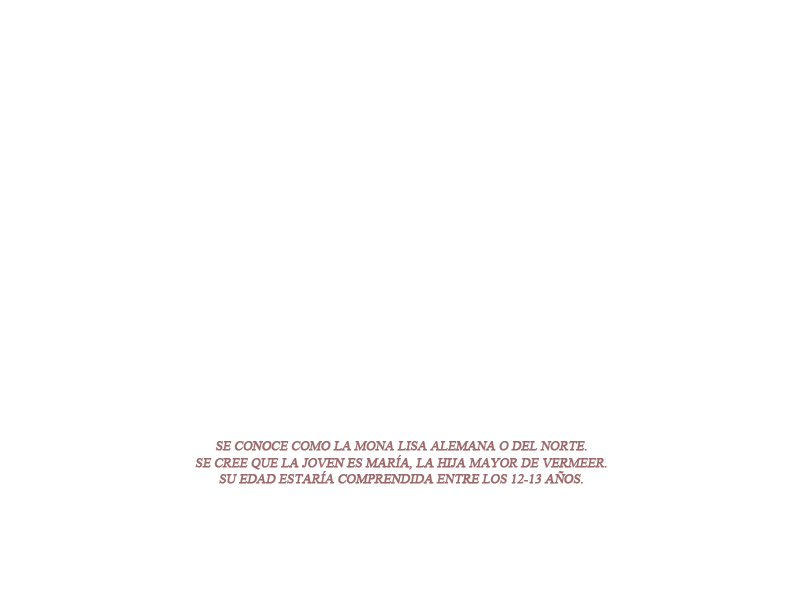 SE CONOCE COMO LA MONA LISA ALEMANA O DEL NORTE.
SE CREE QUE LA JOVEN ES MARÍA, LA HIJA MAYOR DE VERMEER.
SU EDAD ESTARÍA COMPRENDIDA ENTRE LOS 12-13 AÑOS.